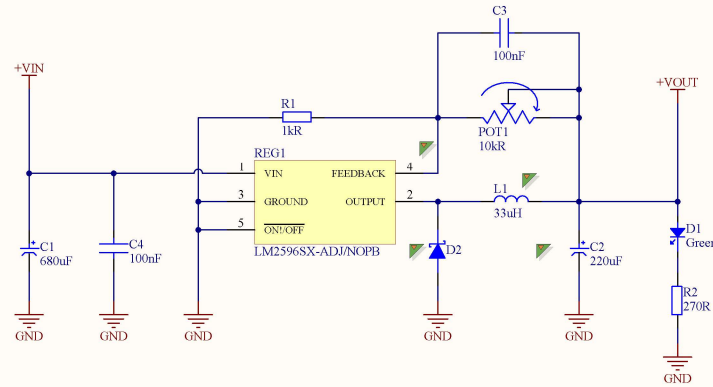 C3
100nF
+VIN
+VOUT
R1
1kR
POT1
10kR
REG1
1
VIN
FEEDBACK
4
3
GROUND
OUTPUT
2
5
ON!/OFF
LM2596SX-ADJ/NOPB
L1
33uH
C1
680uF
C4
100nF
D2
C2
220uF
D1
Green
R2
270R
GND
GND
GND
GND
GND
GND